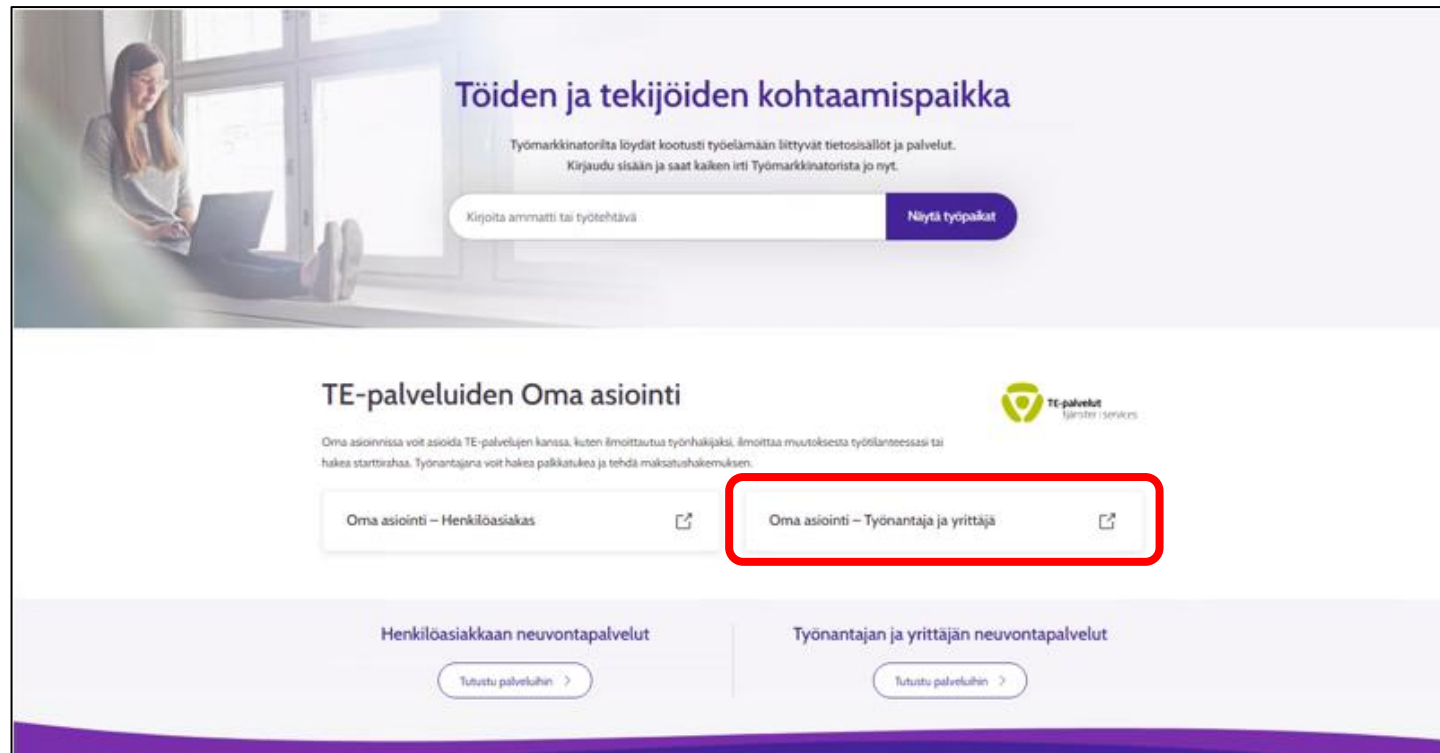 Töiden ja tekijöiden kohtaamispaikka
Työmarkkinatorilta löydät kootusti työelämään liittyvät tietosisällöt ja palvelut.
Kirjaudu sisään ja saat kaiken irti Työmarkkinatorista jo nyt.
Kirjoita ammatti tai työtehtävä
Näytä työpaikat
TE-palveluiden Oma asiointi
TE-palvelut
tjänster : services
Oma asioinnissa voit asioida TE-palvelujen kanssa, kuten ilmoittautua työnhakijaksi, ilmoittaa muutoksesta työtilanteessasi tai
hakea starttirahaa. Työnantajana voit hakea palkkatukea ja tehdä maksatushakemuksen.
Oma asiointi – Henkilöasiakas
Oma asiointi – Työnantaja ja yrittäjä
Henkilöasiakkaan neuvontapalvelut
Työnantajan ja yrittäjän neuvontapalvelut
Tutustu palveluihin
Tutustu palveluihin